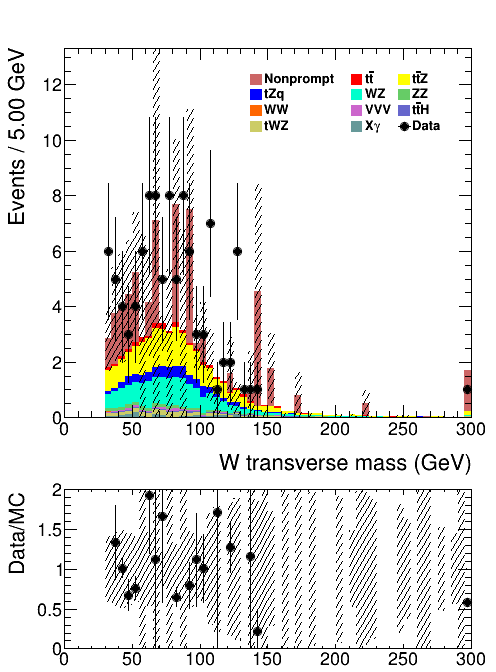 Events / 5.00 GeV
12
10
8
6
4
2
0
Nonprompt tt̄ tt̄Z
tZq WZ ZZ
WW VVV tt̄H
tWZ Xγ Data
0 50 100 150 200 250 300
W transverse mass (GeV)
Data/MC
2
1.5
1
0.5
0
0 50 100 150 200 250 300